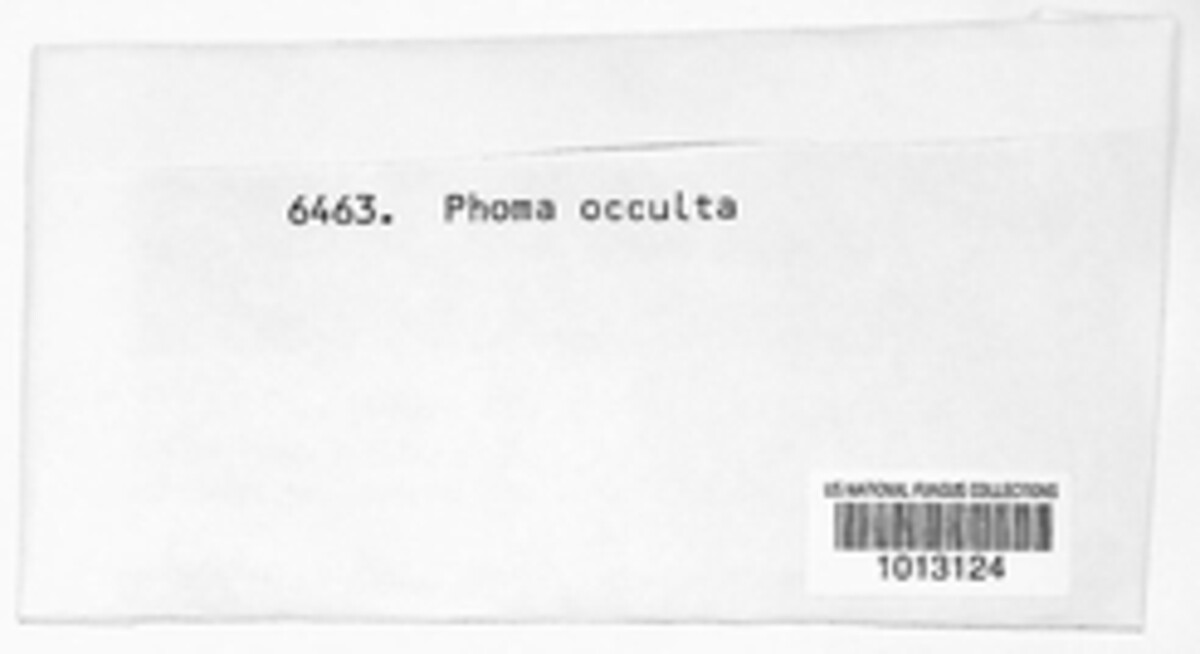 6463. Phoma occulta
US NATIONAL FUNGUS COLLECTIONS
1013124